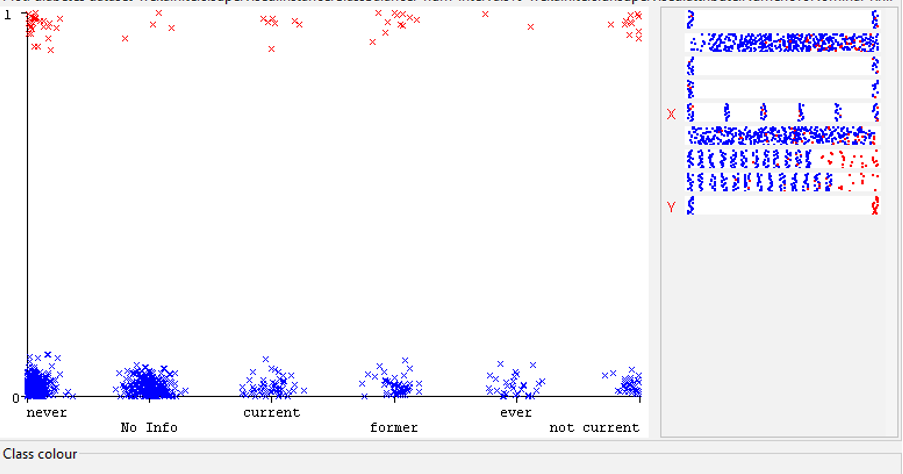 1
X
Y
0
never
current
ever
No Info
former
not current
Class colour